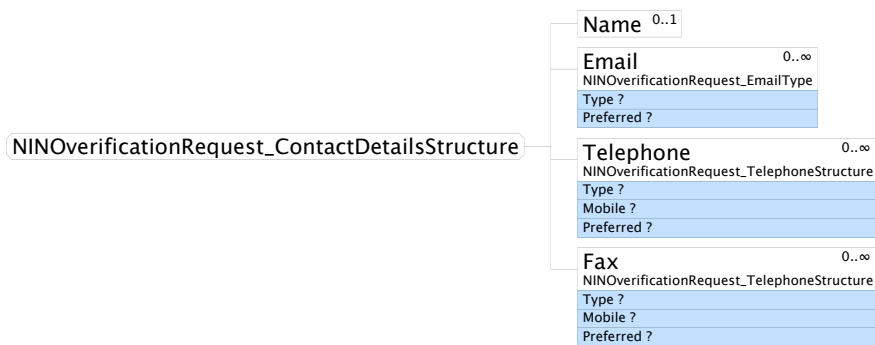 Name 0..1
Email 0..∞
NINOverificationRequest_EmailType
Type ?
Preferred ?
NINOverificationRequest_ContactDetailsStructure
Telephone 0..∞
NINOverificationRequest_TelephoneStructure
Type ?
Mobile ?
Preferred ?
Fax 0..∞
NINOverificationRequest_TelephoneStructure
Type ?
Mobile ?
Preferred ?